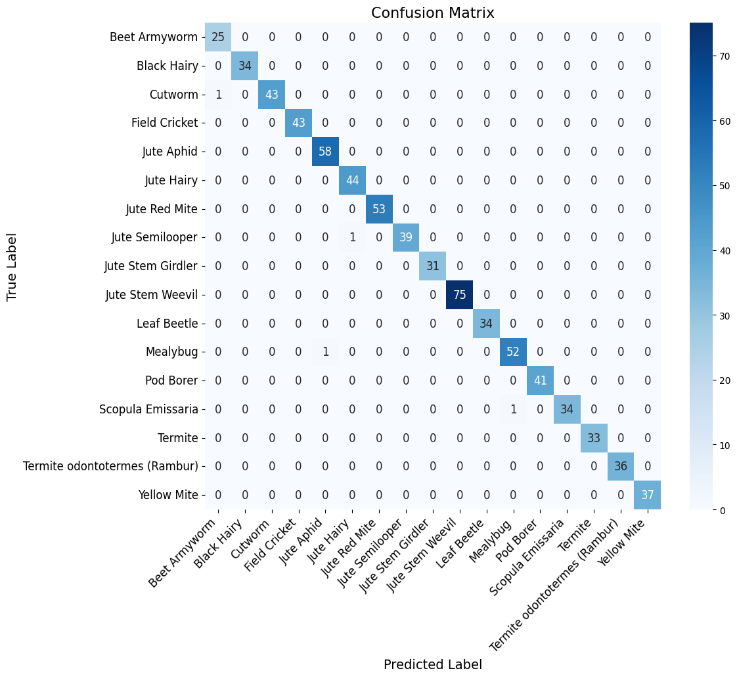 Confusion Matrix
Beet Armyworm 25 0 0 0 0 0 0 0 0 0 0 0 0 0 0 0 0
Black Hairy 0 34 0 0 0 0 0 0 0 0 0 0 0 0 0 0 0
Cutworm 1 0 43 0 0 0 0 0 0 0 0 0 0 0 0 0 0
Field Cricket 0 0 0 43 0 0 0 0 0 0 0 0 0 0 0 0 0
Jute Aphid 0 0 0 0 58 0 0 0 0 0 0 0 0 0 0 0 0
Jute Hairy 0 0 0 0 0 44 0 0 0 0 0 0 0 0 0 0 0
Jute Red Mite 0 0 0 0 0 0 53 0 0 0 0 0 0 0 0 0 0
Jute Semilooper 0 0 0 0 0 1 0 39 0 0 0 0 0 0 0 0 0
Jute Stem Girdler 0 0 0 0 0 0 0 0 31 0 0 0 0 0 0 0 0
Jute Stem Weevil 0 0 0 0 0 0 0 0 0 75 0 0 0 0 0 0 0
Leaf Beetle 0 0 0 0 0 0 0 0 0 0 34 0 0 0 0 0 0
Mealybug 0 0 0 0 1 0 0 0 0 0 0 52 0 0 0 0 0
Pod Borer 0 0 0 0 0 0 0 0 0 0 0 0 41 0 0 0 0
Scopula Emissaria 0 0 0 0 0 0 0 0 0 0 0 1 0 34 0 0 0
Termite 0 0 0 0 0 0 0 0 0 0 0 0 0 0 33 0 0
Termite odontotermes (Rambur) 0 0 0 0 0 0 0 0 0 0 0 0 0 0 0 36 0
Yellow Mite 0 0 0 0 0 0 0 0 0 0 0 0 0 0 0 0 37
True Label
Beet Armyworm
Black Hairy
Cutworm
Field Cricket
Jute Aphid
Jute Hairy
Jute Red Mite
Jute Semilooper
Jute Stem Girdler
Jute Stem Weevil
Leaf Beetle
Mealybug
Pod Borer
Scopula Emissaria
Termite
Termite odontotermes (Rambur)
Yellow Mite
Predicted Label
70
60
50
40
30
20
10
0